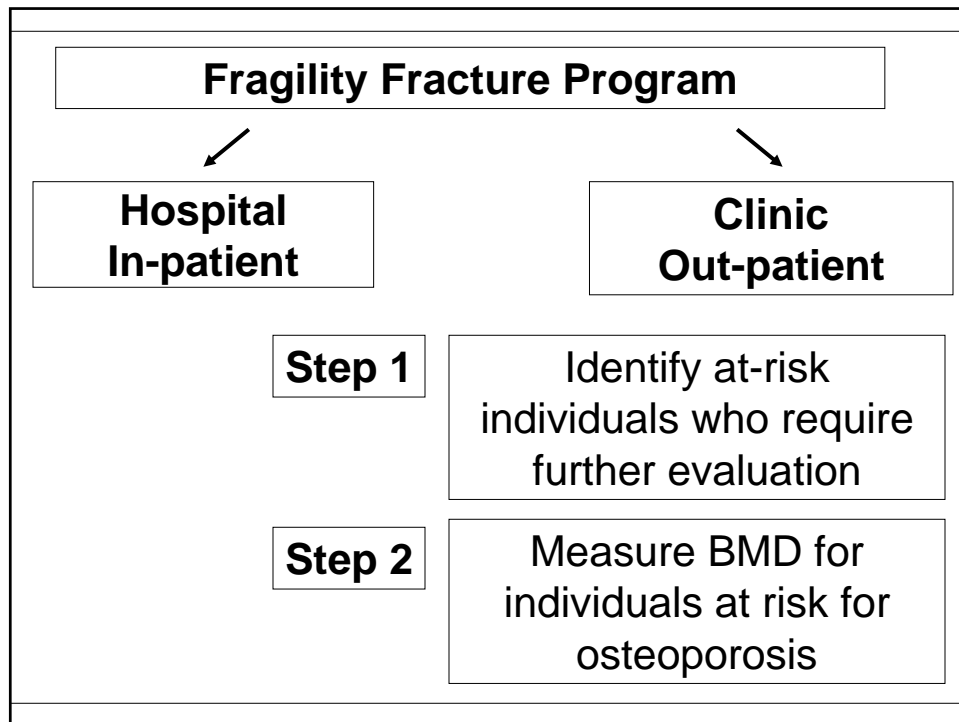 Fragility Fracture Program
Hospital
In-patient
Clinic
Out-patient
Step 1
Identify at-risk
individuals who require
further evaluation
Step 2
Measure BMD for
individuals at risk for
osteoporosis